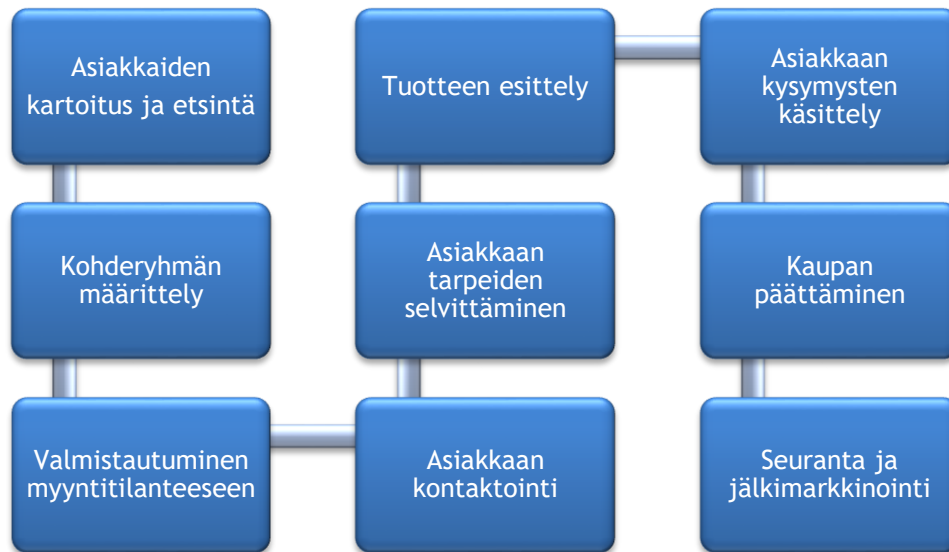 Asiakkaiden
kartoitus ja etsintä
Kohderyhmän
määrittely
Valmistautuminen
myyntitilanteeseen
Asiakkaan
kontaktointi
Asiakkaan
tarpeiden
selvittäminen
Tuotteen esittely
Asiakkaan
kysymysten
käsittely
Kaupan
päättäminen
Seuranta ja
jälkimarkkinointi